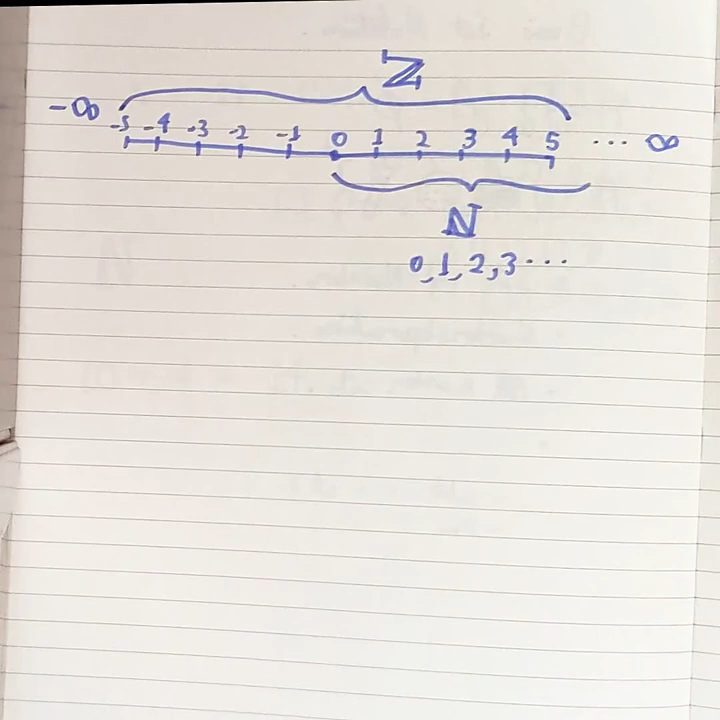 ℤ
-∞ -5 -4 -3 -2 -1 0 1 2 3 4 5 ... ∞
ℕ
0, 1, 2, 3 ...